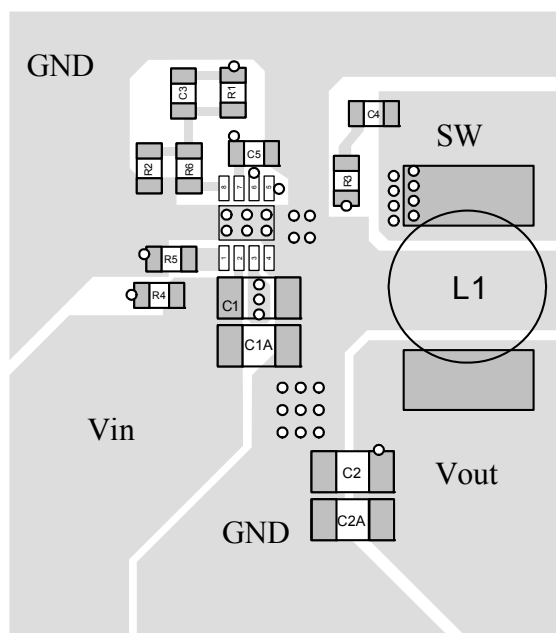 GND
C3
R1
C4
SW
R2
R6
C5
R3
8 7 6 5
R5
1 2 3 4
R4
C1
L1
C1A
Vin
C2
Vout
GND
C2A